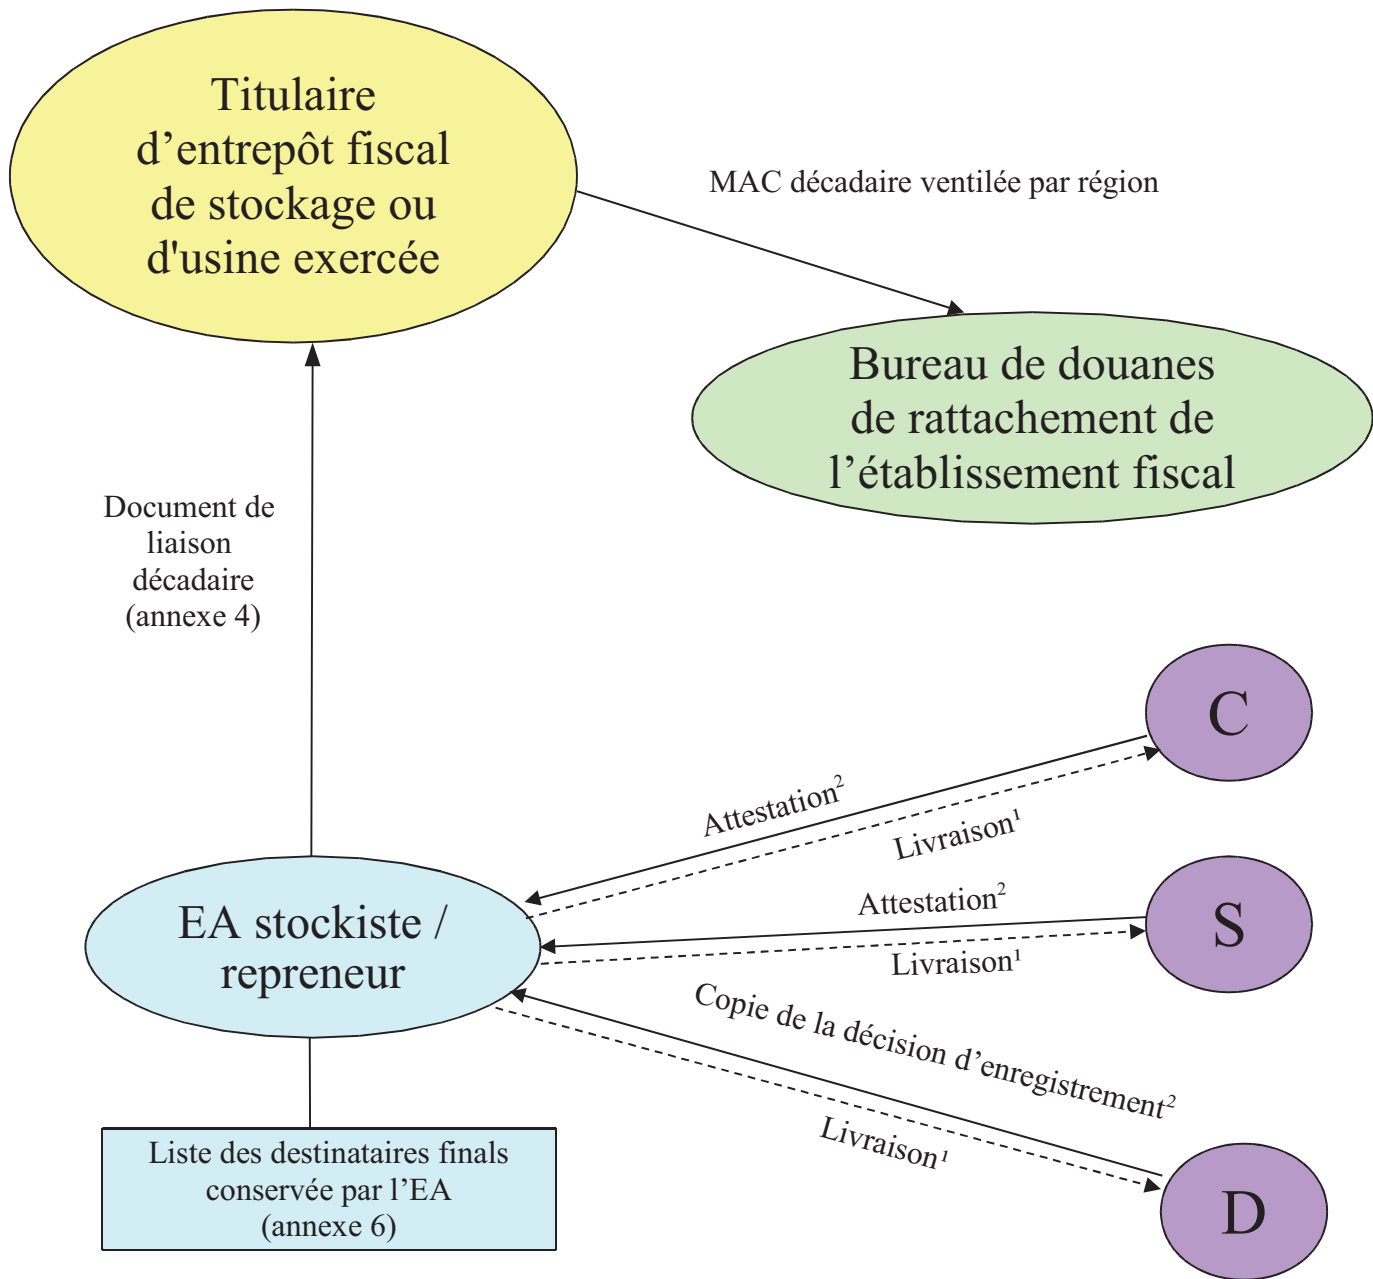 Titulaire
d’entrepôt fiscal
de stockage ou
d'usine exercée
MAC décadaire ventilée par région
Bureau de douanes
de rattachement de
l’établissement fiscal
Document de
liaison
décadaire
(annexe 4)
C
Attestation²
Livraison¹
S
Attestation²
Livraison¹
EA stockiste /
repreneur
Copie de la décision d’enregistrement²
Livraison¹
D
Liste des destinataires finals
conservée par l’EA
(annexe 6)